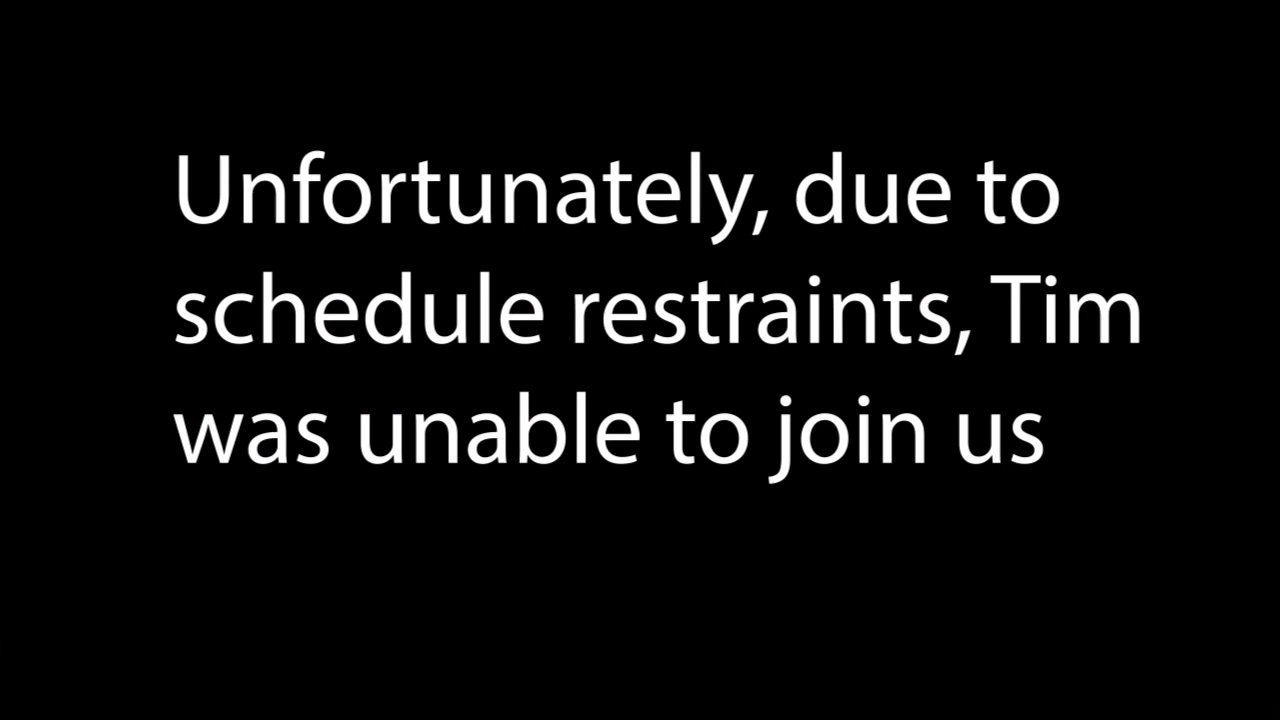 Unfortunately, due to
schedule restraints, Tim
was unable to join us